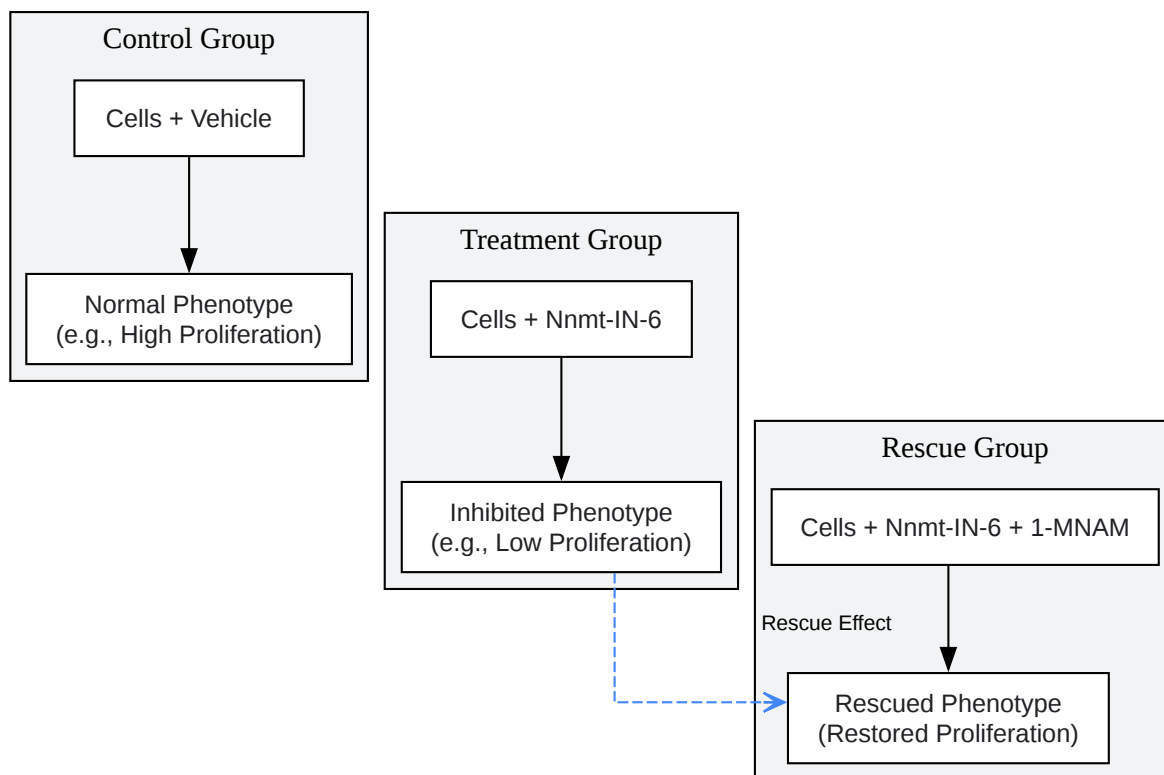 Control Group
Cells + Vehicle
Normal Phenotype
(e.g., High Proliferation)
Treatment Group
Cells + Nnmt-IN-6
Inhibited Phenotype
(e.g., Low Proliferation)
Rescue Group
Cells + Nnmt-IN-6 + 1-MNAM
Rescue Effect
Rescued Phenotype
(Restored Proliferation)